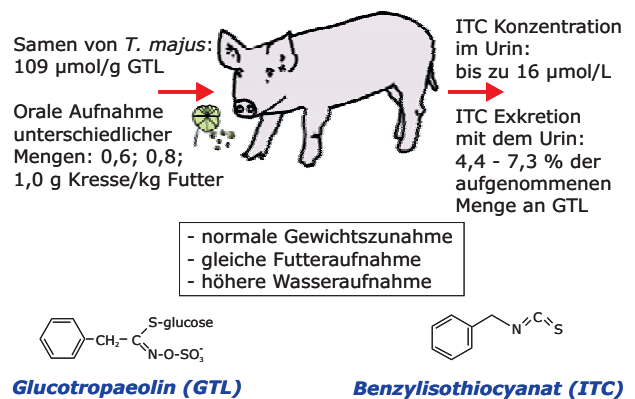 Samen von T. majus:
109 µmol/g GTL
Orale Aufnahme
unterschiedlicher
Mengen: 0,6; 0,8;
1,0 g Kresse/kg Futter
ITC Konzentration
im Urin:
bis zu 16 µmol/L
ITC Exkretion
mit dem Urin:
4,4 - 7,3 % der
aufgenommenen
Menge an GTL
- normale Gewichtszunahme
- gleiche Futteraufnahme
- höhere Wasseraufnahme
S-glucose
CH₂ C
N-O-SO₃⁻
Glucotropaeolin (GTL)
N C S
Benzylisothiocyanat (ITC)